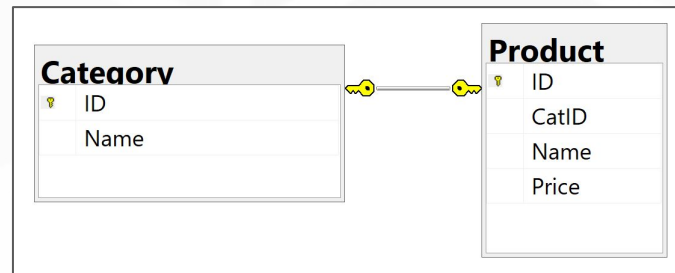 Category
ID
Name
Product
ID
CatID
Name
Price